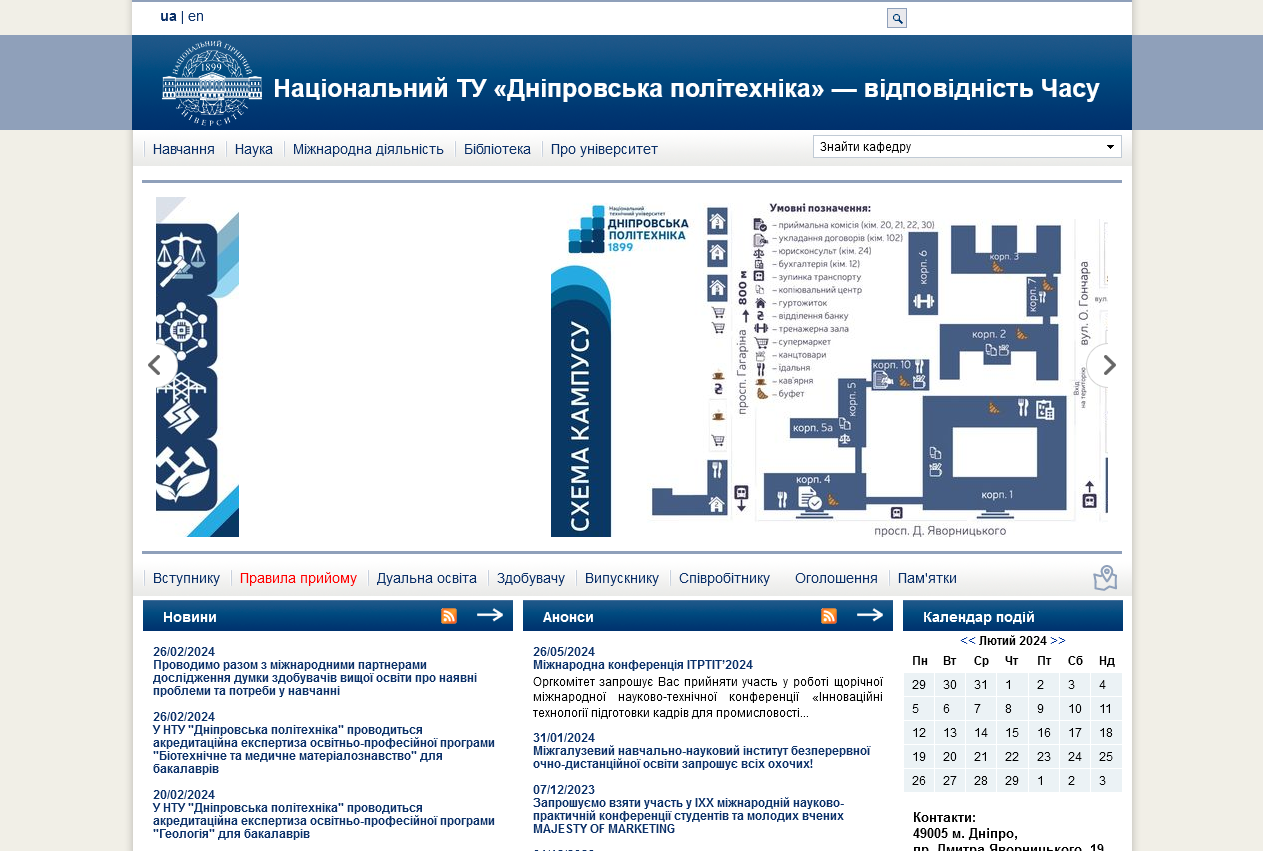 ua | en
НАЦІОНАЛЬНИЙ ГІРНИЧИЙ
1899
УНІВЕРСИТЕТ
Національний ТУ «Дніпровська політехніка» — відповідність Часу
Навчання
Наука
Міжнародна діяльність
Бібліотека
Про університет
Знайти кафедру
Національний
технічний університет
ДНІПРОВСЬКА
ПОЛІТЕХНІКА
1899
СХЕМА КАМПУСУ
Умовні позначення:
– приймальна комісія (кім. 20, 21, 22, 30)
– укладання договорів (кім. 102)
– юрисконсульт (кім. 24)
– бухгалтерія (кім. 12)
– зупинка транспорту
– копіювальний центр
– гуртожиток
– відділення банку
– тренажерна зала
– супермаркет
– канцтовари
– їдальня
– кав'ярня
– буфет
просп. Гагаріна
800 м
корп. 6
корп. 3
корп. 7
корп. 2
корп. 10
корп. 5
корп. 5а
корп. 4
корп. 1
вул. О. Гончара
вул.
Вхід
на територію
просп. Д. Яворницького
Вступнику
Правила прийому
Дуальна освіта
Здобувачу
Випускнику
Співробітнику
Оголошення
Пам'ятки
Новини
26/02/2024
Проводимо разом з міжнародними партнерами
дослідження думки здобувачів вищої освіти про наявні
проблеми та потреби у навчанні
26/02/2024
У НТУ "Дніпровська політехніка" проводиться
акредитаційна експертиза освітньо-професійної програми
"Біотехнічне та медичне матеріалознавство" для
бакалаврів
20/02/2024
У НТУ "Дніпровська політехніка" проводиться
акредитаційна експертиза освітньо-професійної програми
"Геологія" для бакалаврів
Анонси
26/05/2024
Міжнародна конференція ІТРТІТ’2024
Оргкомітет запрошує Вас прийняти участь у роботі щорічної
міжнародної науково-технічної конференції «Інноваційні
технології підготовки кадрів для промисловості...
31/01/2024
Міжгалузевий навчально-науковий інститут безперервної
очно-дистанційної освіти запрошує всіх охочих!
07/12/2023
Запрошуємо взяти участь у IXX міжнародній науково-
практичній конференції студентів та молодих вчених
MAJESTY OF MARKETING
Календар подій
<< Лютий 2024 >>
Пн Вт Ср Чт Пт Сб Нд
29 30 31 1 2 3 4
5 6 7 8 9 10 11
12 13 14 15 16 17 18
19 20 21 22 23 24 25
26 27 28 29 1 2 3
Контакти:
49005 м. Дніпро,
пр. Дмитра Яворницького, 19